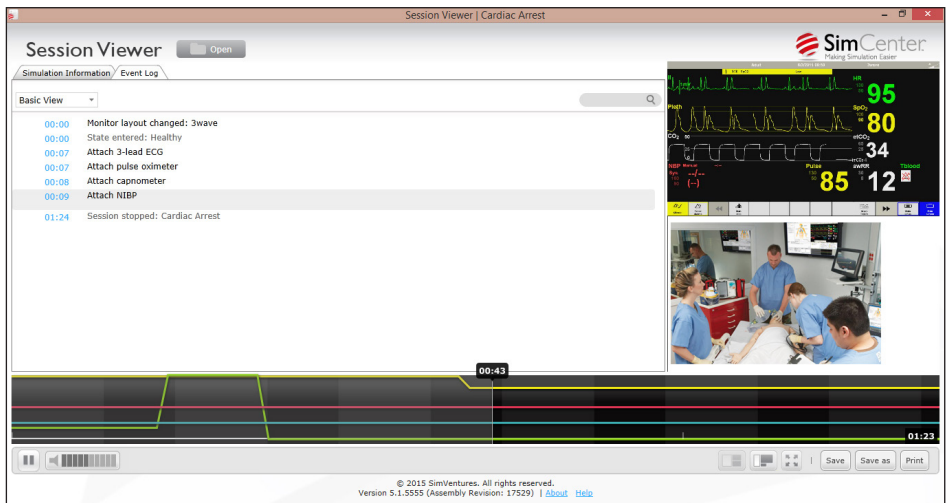 Session Viewer | Cardiac Arrest
Session Viewer
Open
SimCenter
Making Simulation Easier
Simulation Information
Event Log
Basic View
00:00 Monitor layout changed: 3wave
00:00 State entered: Healthy
00:07 Attach 3-lead ECG
00:07 Attach pulse oximeter
00:08 Attach capnometer
00:09 Attach NIBP
01:24 Session stopped: Cardiac Arrest
HR
95
Pleth
SpO₂
80
CO₂
etCO₂
34
NIBP Manual
Sys
--/--
(--)
Pulse
85
awRR
12
Tblood
00:43
01:23
Save
Save as
Print
© 2015 SimVentures. All rights reserved.
Version 5.1.5555 (Assembly Revision: 17529) | About Help